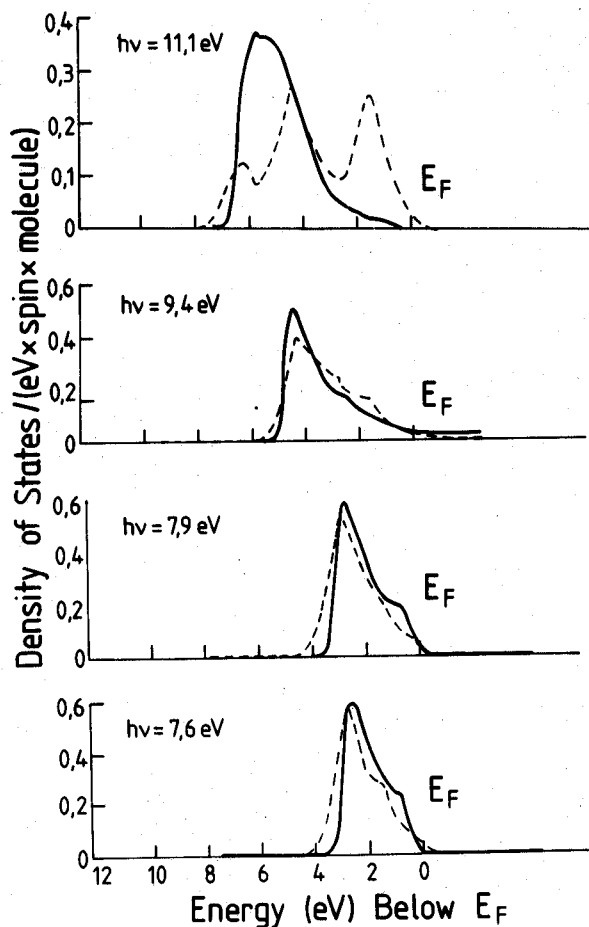 0,4
hν = 11,1 eV
0,3
0,2
0,1
0
E_F
0,6
hν = 9,4 eV
0,4
0,2
0
E_F
0,6
hν = 7,9 eV
0,4
0,2
0
E_F
0,6
hν = 7,6 eV
0,4
0,2
0
E_F
12 10 8 6 4 2 0
Energy (eV) Below E_F
Density of States/(eV×spin×molecule)